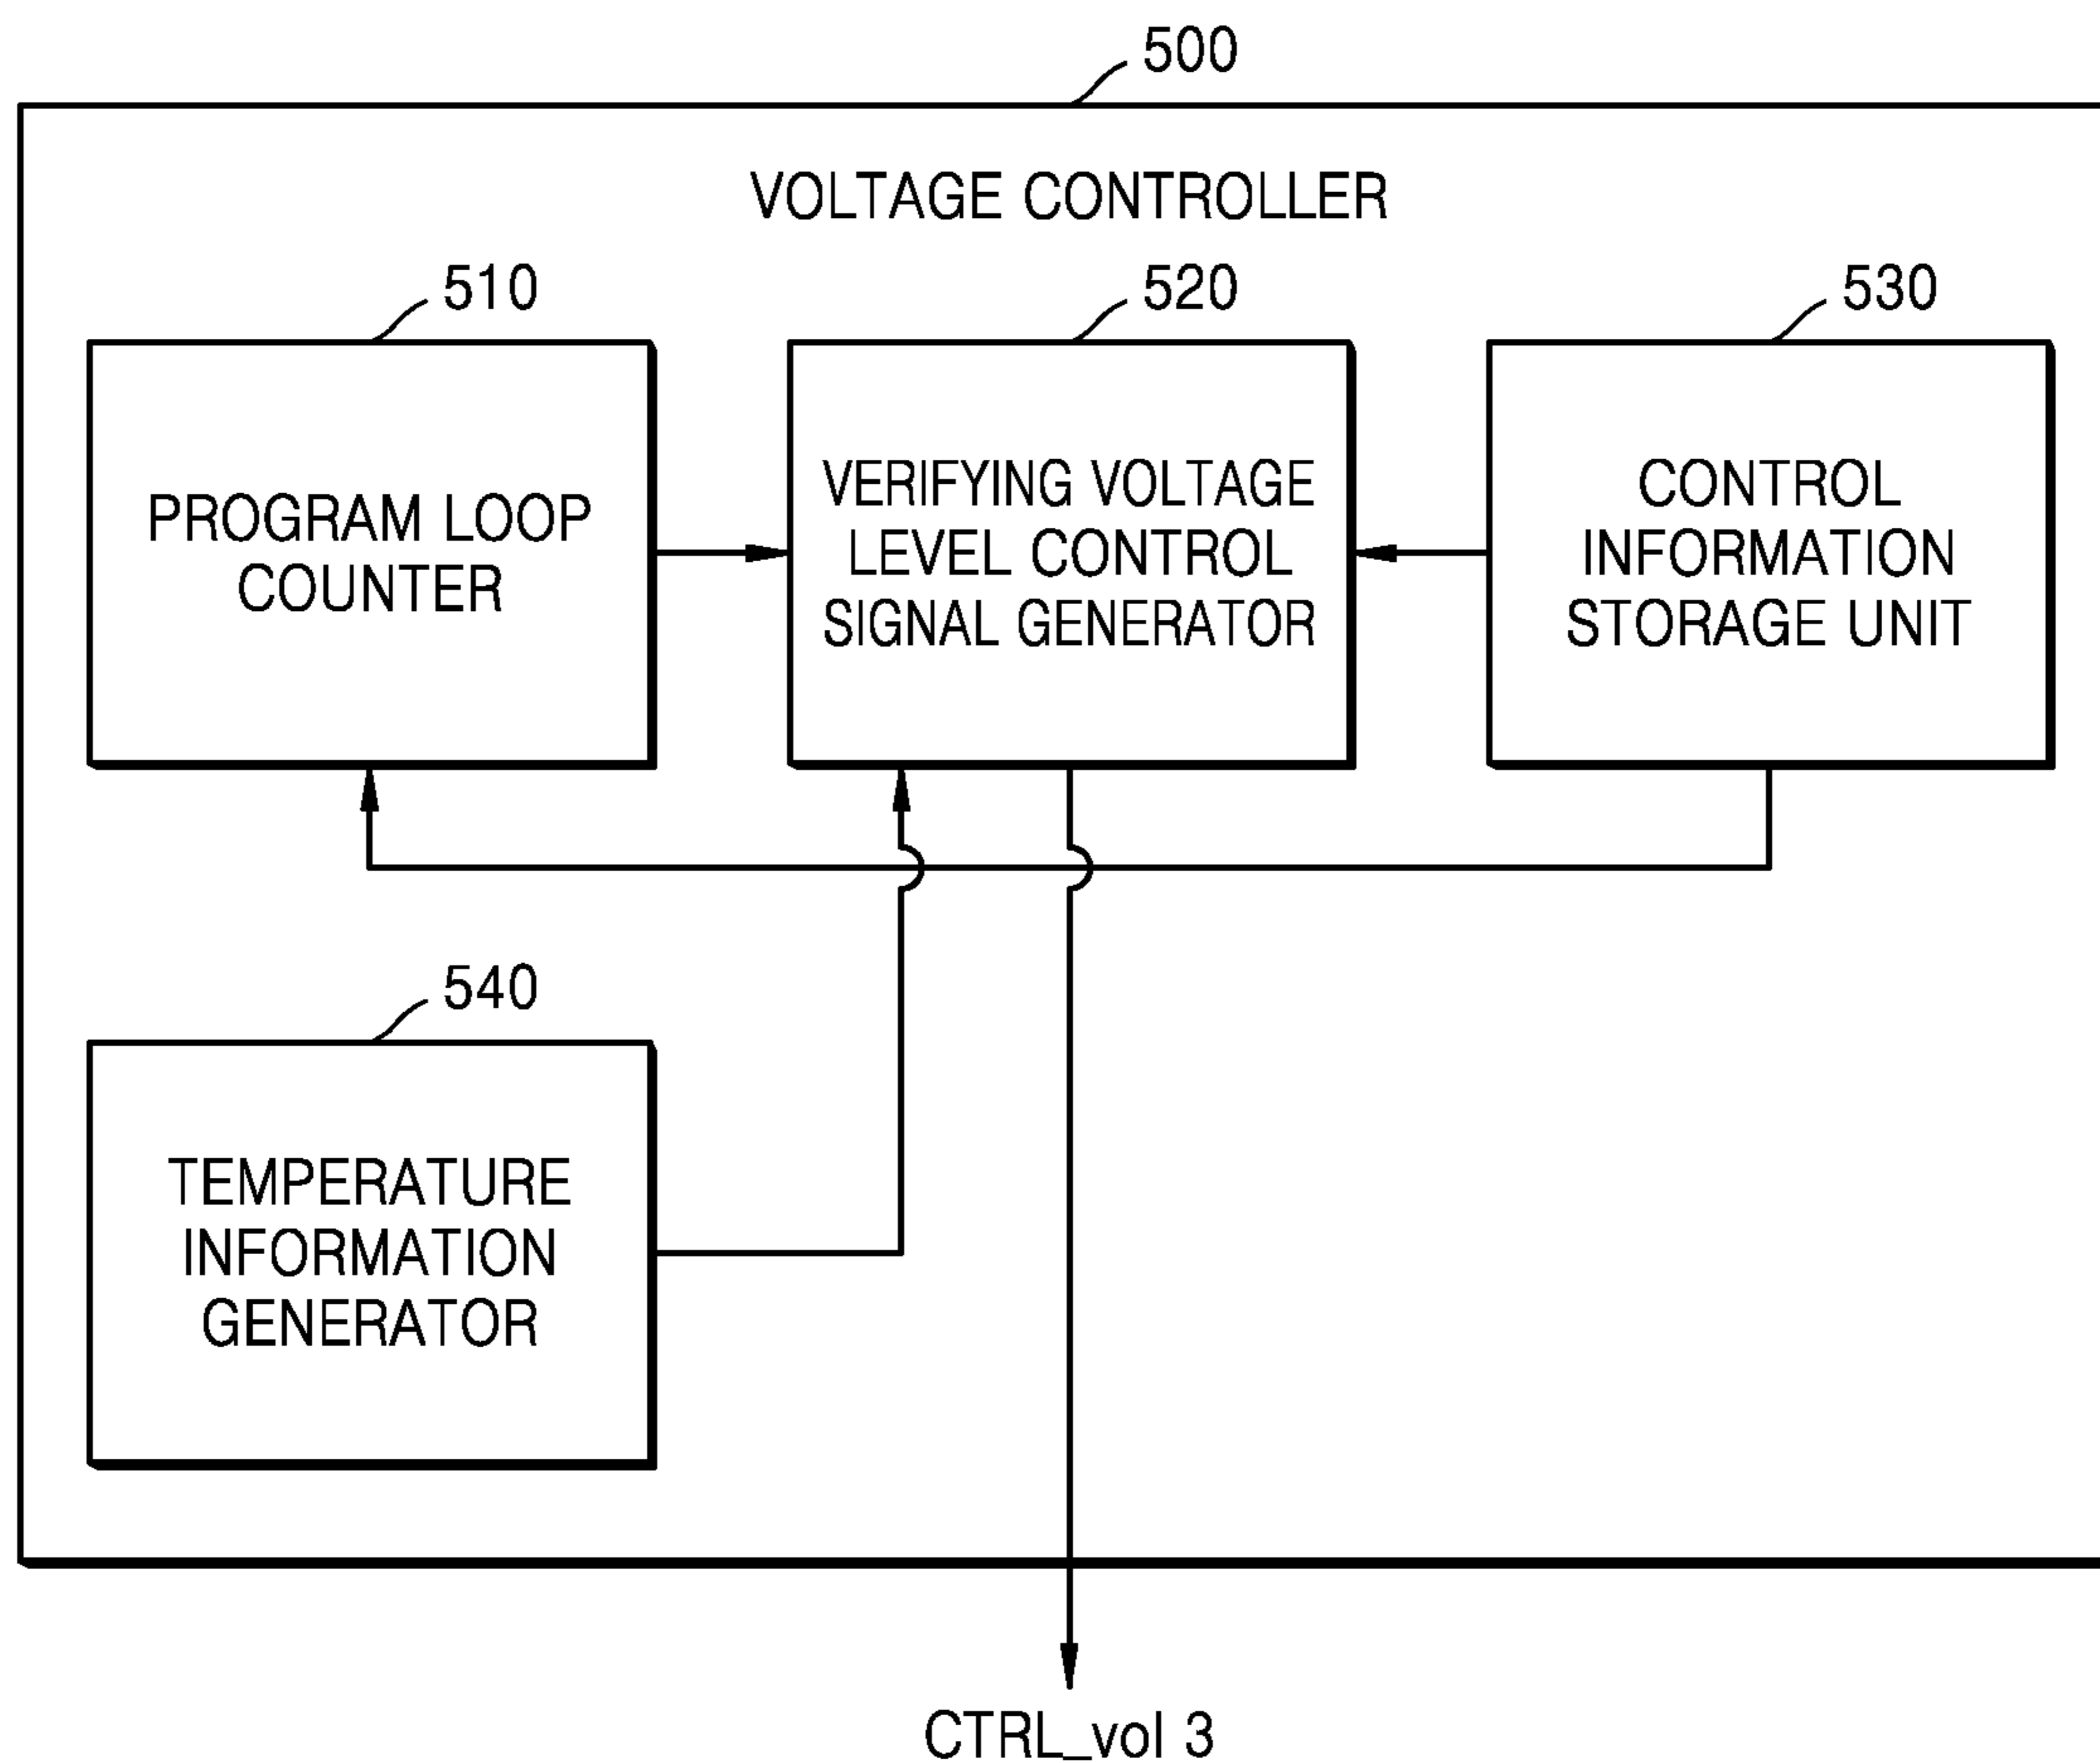 500
VOLTAGE CONTROLLER
510
520
530
PROGRAM LOOP
COUNTER
VERIFYING VOLTAGE
LEVEL CONTROL
SIGNAL GENERATOR
CONTROL
INFORMATION
STORAGE UNIT
540
TEMPERATURE
INFORMATION
GENERATOR
CTRL_vol 3